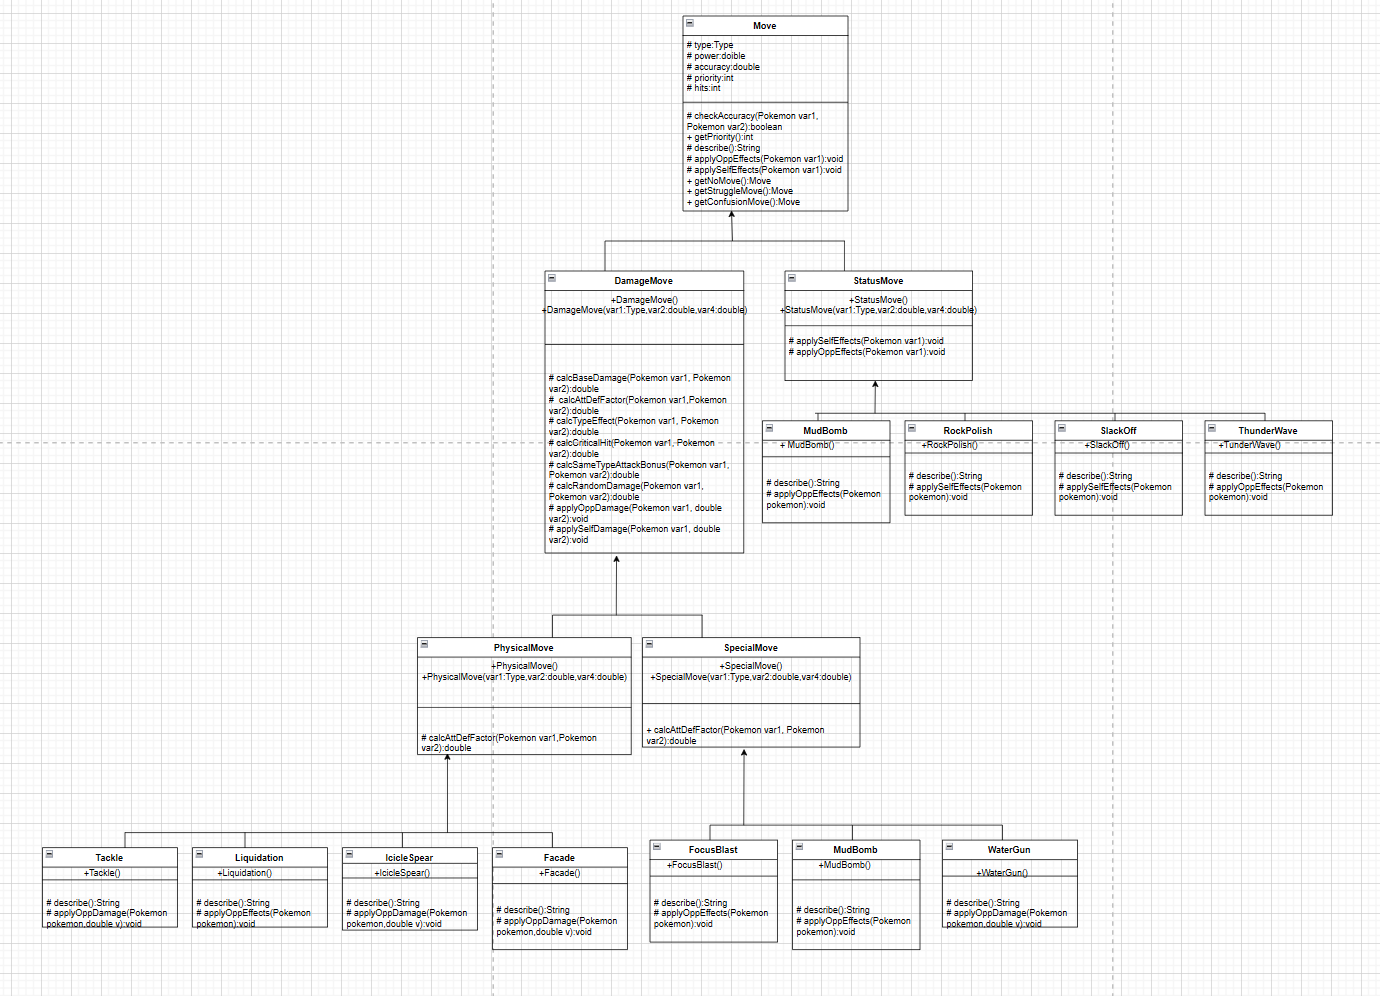 Move
# type:Type
# power:doible
# accuracy:double
# priority:int
# hits:int
# checkAccuracy(Pokemon var1,
Pokemon var2):boolean
+ getPriority():int
# describe():String
# applyOppEffects(Pokemon var1):void
# applySelfEffects(Pokemon var1):void
+ getNoMove():Move
+ getStruggleMove():Move
+ getConfusionMove():Move
DamageMove
+DamageMove()
+DamageMove(var1:Type,var2:double,var4:double)
# calcBaseDamage(Pokemon var1, Pokemon
var2):double
#  calcAttDefFactor(Pokemon var1,Pokemon
var2):double
# calcTypeEffect(Pokemon var1, Pokemon
var2):double
# calcCriticalHit(Pokemon var1, Pokemon
var2):double
# calcSameTypeAttackBonus(Pokemon var1,
Pokemon var2):double
# calcRandomDamage(Pokemon var1,
Pokemon var2):double
# applyOppDamage(Pokemon var1, double
var2):void
# applySelfDamage(Pokemon var1, double
var2):void
StatusMove
+StatusMove()
+StatusMove(var1:Type,var2:double,var4:double)
# applySelfEffects(Pokemon var1):void
# applyOppEffects(Pokemon var1):void
MudBomb
+ MudBomb()
# describe():String
# applyOppEffects(Pokemon
pokemon):void
RockPolish
+RockPolish()
# describe():String
# applySelfEffects(Pokemon
pokemon):void
SlackOff
+SlackOff()
# describe():String
# applySelfEffects(Pokemon
pokemon):void
ThunderWave
+TunderWave()
# describe():String
# applyOppEffects(Pokemon
pokemon):void
PhysicalMove
+PhysicalMove()
+PhysicalMove(var1:Type,var2:double,var4:double)
# calcAttDefFactor(Pokemon var1,Pokemon
var2):double
SpecialMove
+SpecialMove()
+SpecialMove(var1:Type,var2:double,var4:double)
+ calcAttDefFactor(Pokemon var1, Pokemon
var2):double
Tackle
+Tackle()
# describe():String
# applyOppDamage(Pokemon
pokemon,double v):void
Liquidation
+Liquidation()
# describe():String
# applyOppEffects(Pokemon
pokemon):void
IcicleSpear
+IcicleSpear()
# describe():String
# applyOppDamage(Pokemon
pokemon,double v):void
Facade
+Facade()
# describe():String
# applyOppDamage(Pokemon
pokemon,double v):void
FocusBlast
+FocusBlast()
# describe():String
# applyOppEffects(Pokemon
pokemon):void
MudBomb
+MudBomb()
# describe():String
# applyOppEffects(Pokemon
pokemon):void
WaterGun
+WaterGun()
# describe():String
# applyOppDamage(Pokemon
pokemon,double v):void